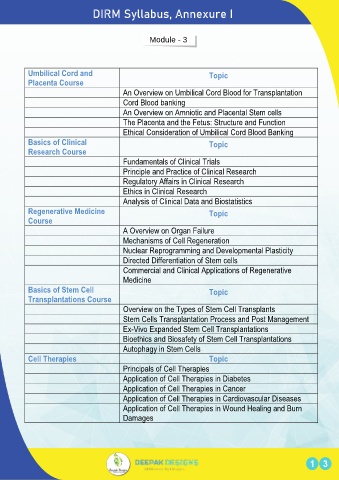 DIRM Syllabus, Annexure I
Module - 3
Umbilical Cord and
Placenta Course
Topic
An Overview on Umbilical Cord Blood for Transplantation
Cord Blood banking
An Overview on Amniotic and Placental Stem cells
The Placenta and the Fetus: Structure and Function
Ethical Consideration of Umbilical Cord Blood Banking
Basics of Clinical
Research Course
Topic
Fundamentals of Clinical Trials
Principle and Practice of Clinical Research
Regulatory Affairs in Clinical Research
Ethics in Clinical Research
Analysis of Clinical Data and Biostatistics
Regenerative Medicine
Course
Topic
A Overview on Organ Failure
Mechanisms of Cell Regeneration
Nuclear Reprogramming and Developmental Plasticity
Directed Differentiation of Stem cells
Commercial and Clinical Applications of Regenerative
Medicine
Basics of Stem Cell
Transplantations Course
Topic
Overview on the Types of Stem Cell Transplants
Stem Cells Transplantation Process and Post Management
Ex-Vivo Expanded Stem Cell Transplantations
Bioethics and Biosafety of Stem Cell Transplantations
Autophagy in Stem Cells
Cell Therapies
Topic
Principals of Cell Therapies
Application of Cell Therapies in Diabetes
Application of Cell Therapies in Cancer
Application of Cell Therapies in Cardiovascular Diseases
Application of Cell Therapies in Wound Healing and Burn
Damages
DEEPAK DESIGNS
1 3